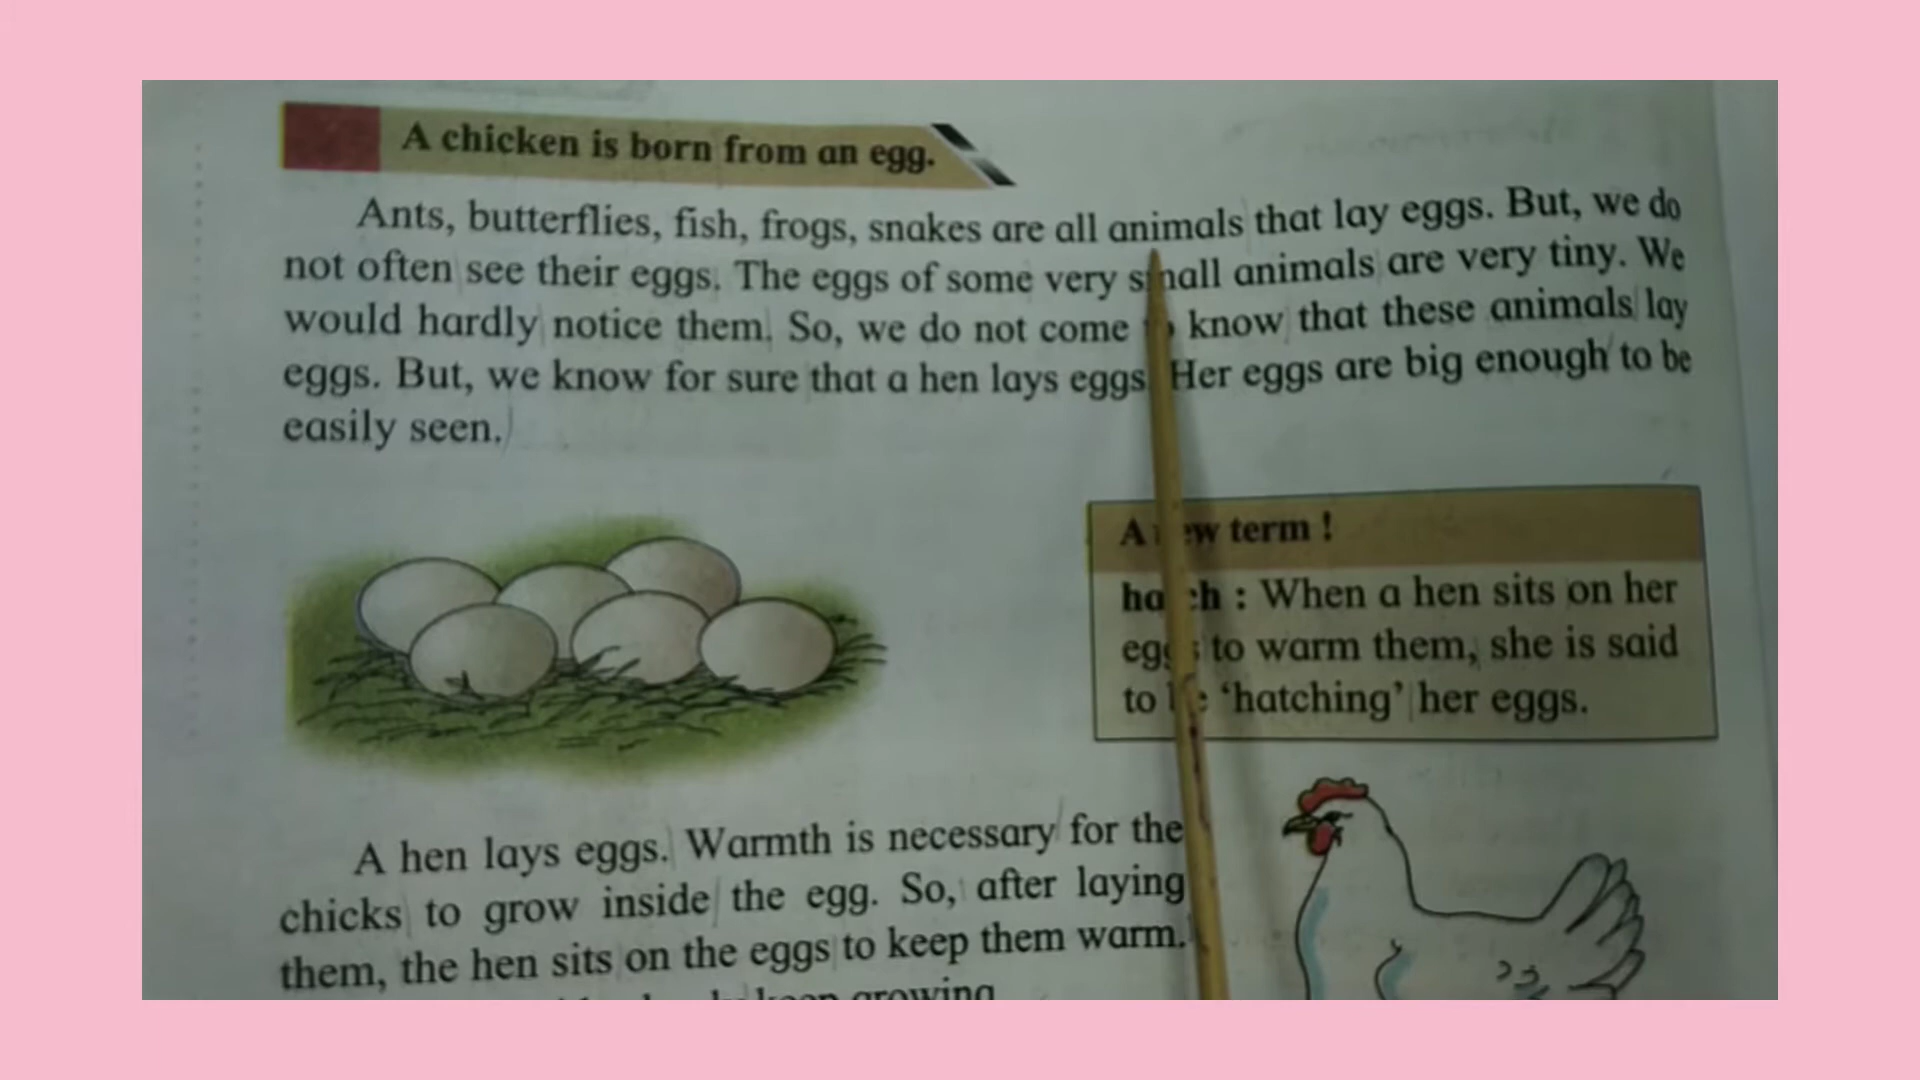 A chicken is born from an egg.
Ants, butterflies, fish, frogs, snakes are all animals that lay eggs. But, we do
not often see their eggs. The eggs of some very small animals are very tiny. We
would hardly notice them. So, we do not come to know that these animals lay
eggs. But, we know for sure that a hen lays eggs. Her eggs are big enough to be
easily seen.
A new term !
hatch : When a hen sits on her
eggs to warm them, she is said
to be ‘hatching’ her eggs.
A hen lays eggs. Warmth is necessary for the
chicks to grow inside the egg. So, after laying
them, the hen sits on the eggs to keep them warm.
keep growing